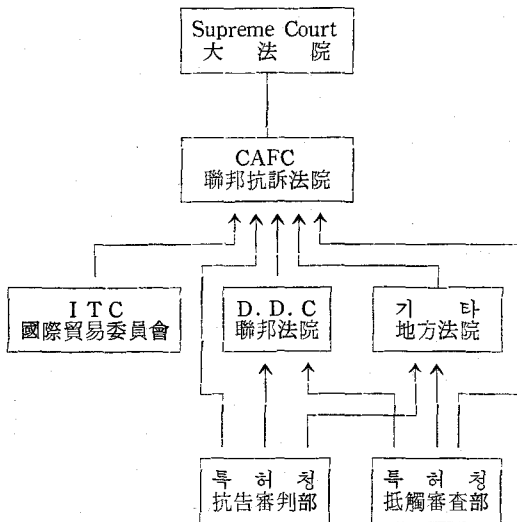 Supreme Court
大法院
CAFC
聯邦抗訴法院
ITC
國際貿易委員會
D.D.C
聯邦法院
기타
地方法院
특허청
抗告審判部
특허청
抵觸審査部